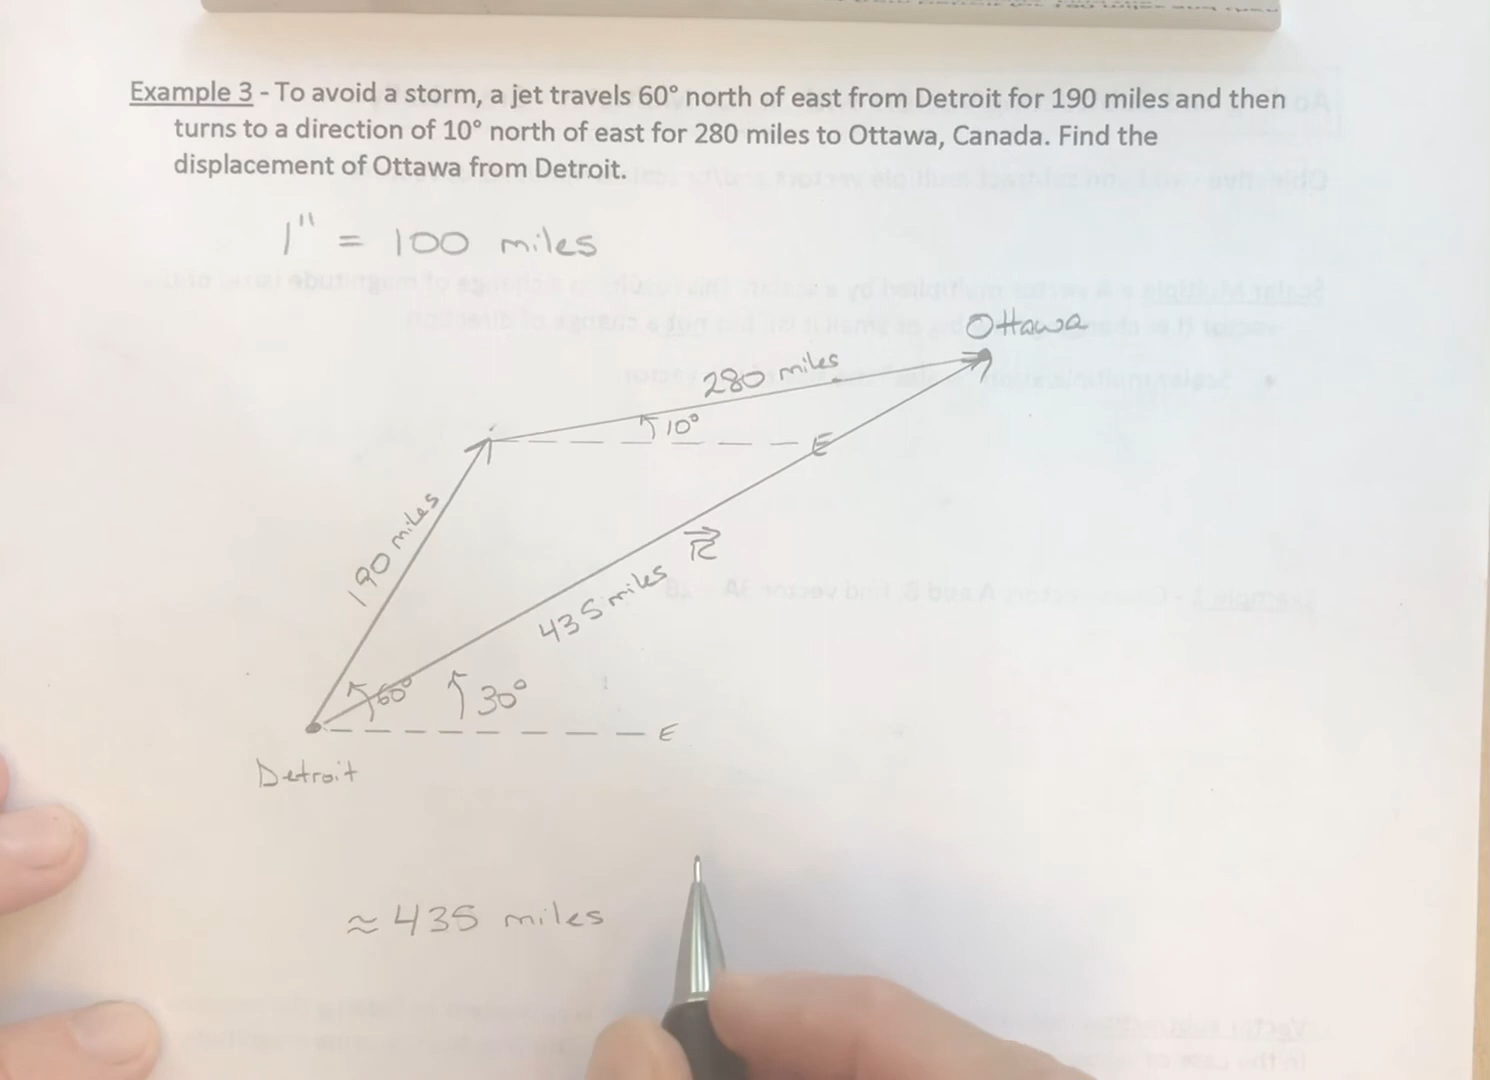 Example 3 - To avoid a storm, a jet travels 60° north of east from Detroit for 190 miles and then
turns to a direction of 10° north of east for 280 miles to Ottawa, Canada. Find the
displacement of Ottawa from Detroit.
1" = 100 miles
Ottawa
280 miles
10°
E
190 miles
R
435 miles
60°
30°
E
Detroit
≈ 435 miles